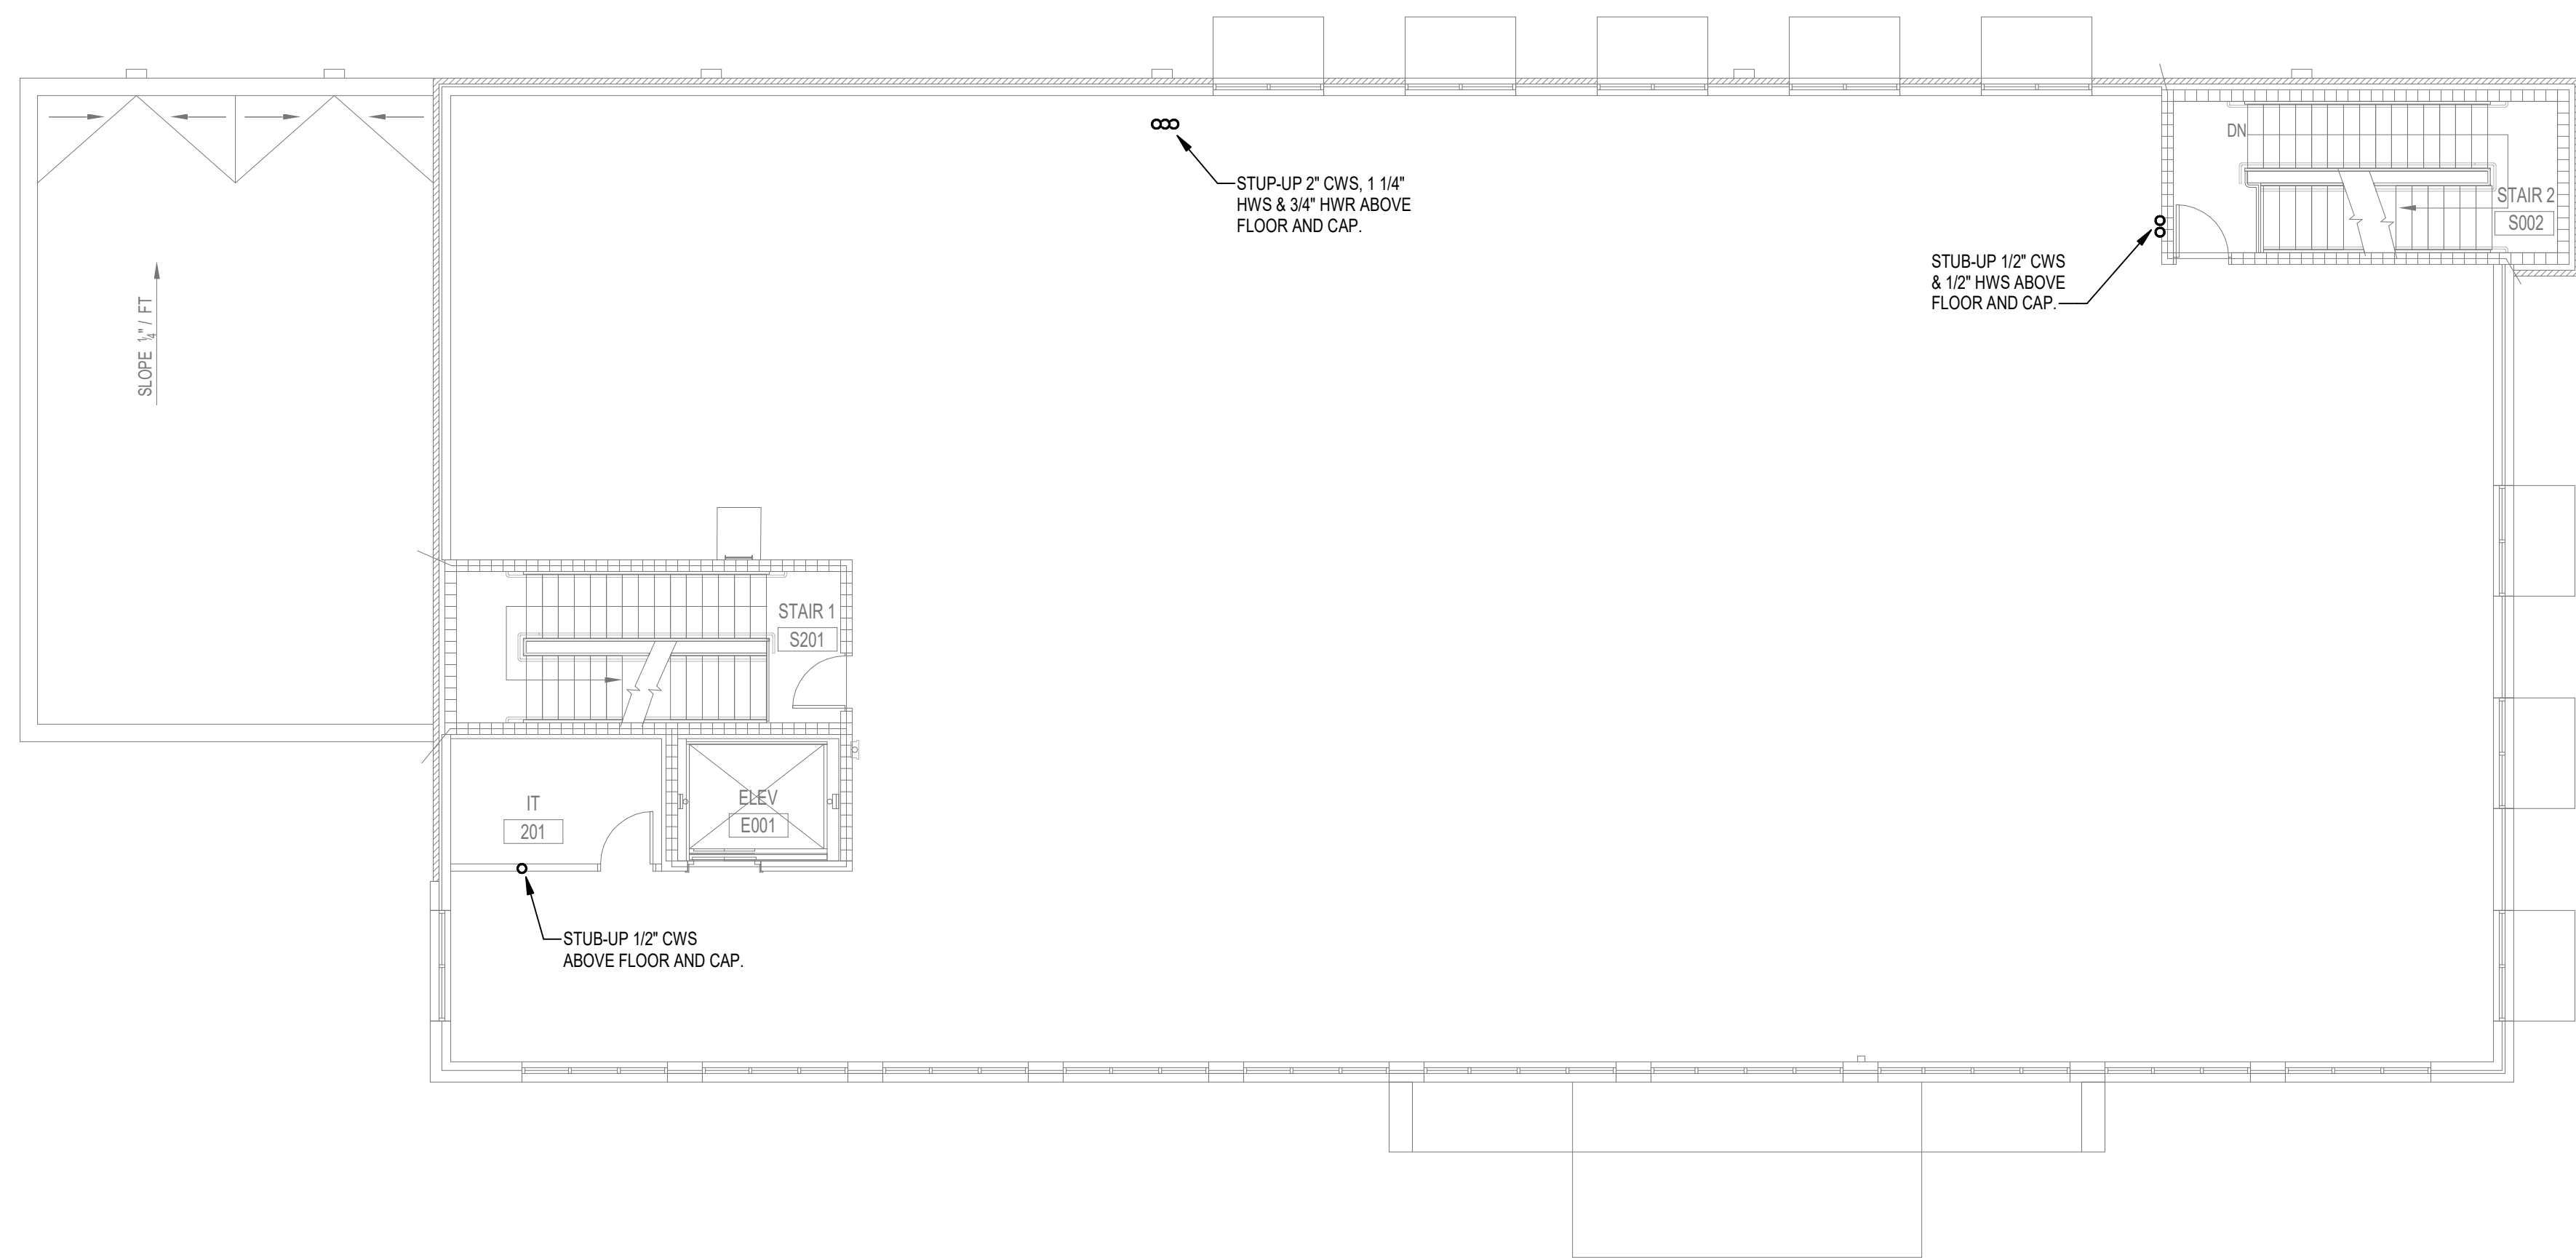 STUP-UP 2" CWS, 1 1/4"
HWS & 3/4" HWR ABOVE
FLOOR AND CAP.
DN
STAIR 2
S002
STUB-UP 1/2" CWS
& 1/2" HWS ABOVE
FLOOR AND CAP.
SLOPE 1/4" / FT
STAIR 1
S201
IT
201
ELEV
E001
STUB-UP 1/2" CWS
ABOVE FLOOR AND CAP.